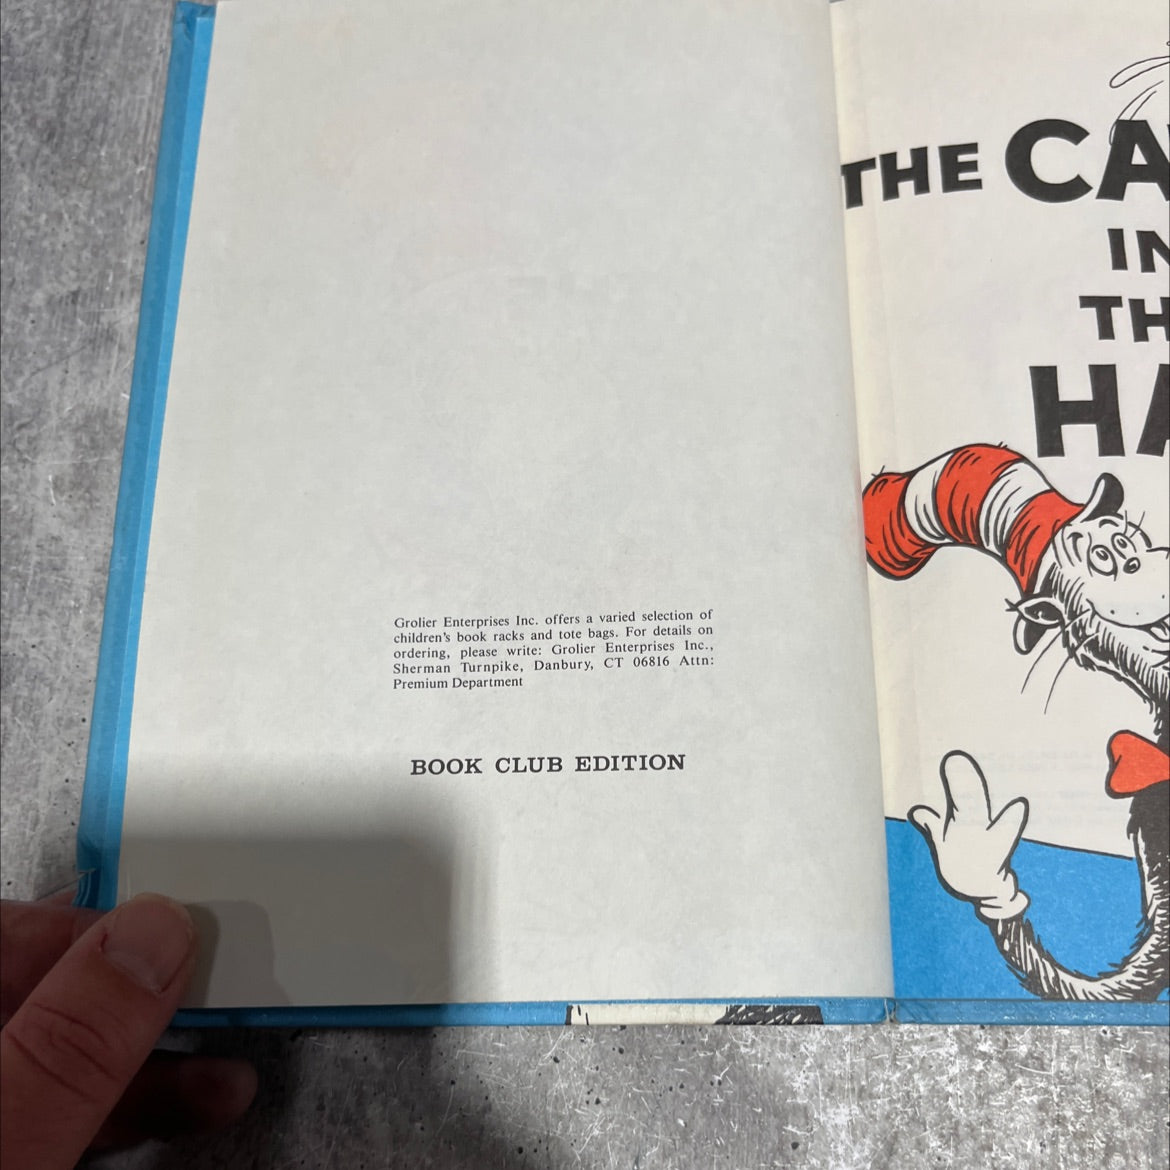 Grolier Enterprises Inc. offers a varied selection of
children's book racks and tote bags. For details on
ordering, please write: Grolier Enterprises Inc.,
Sherman Turnpike, Danbury, CT 06816 Attn:
Premium Department
BOOK CLUB EDITION
THE CA
IN
TH
HA